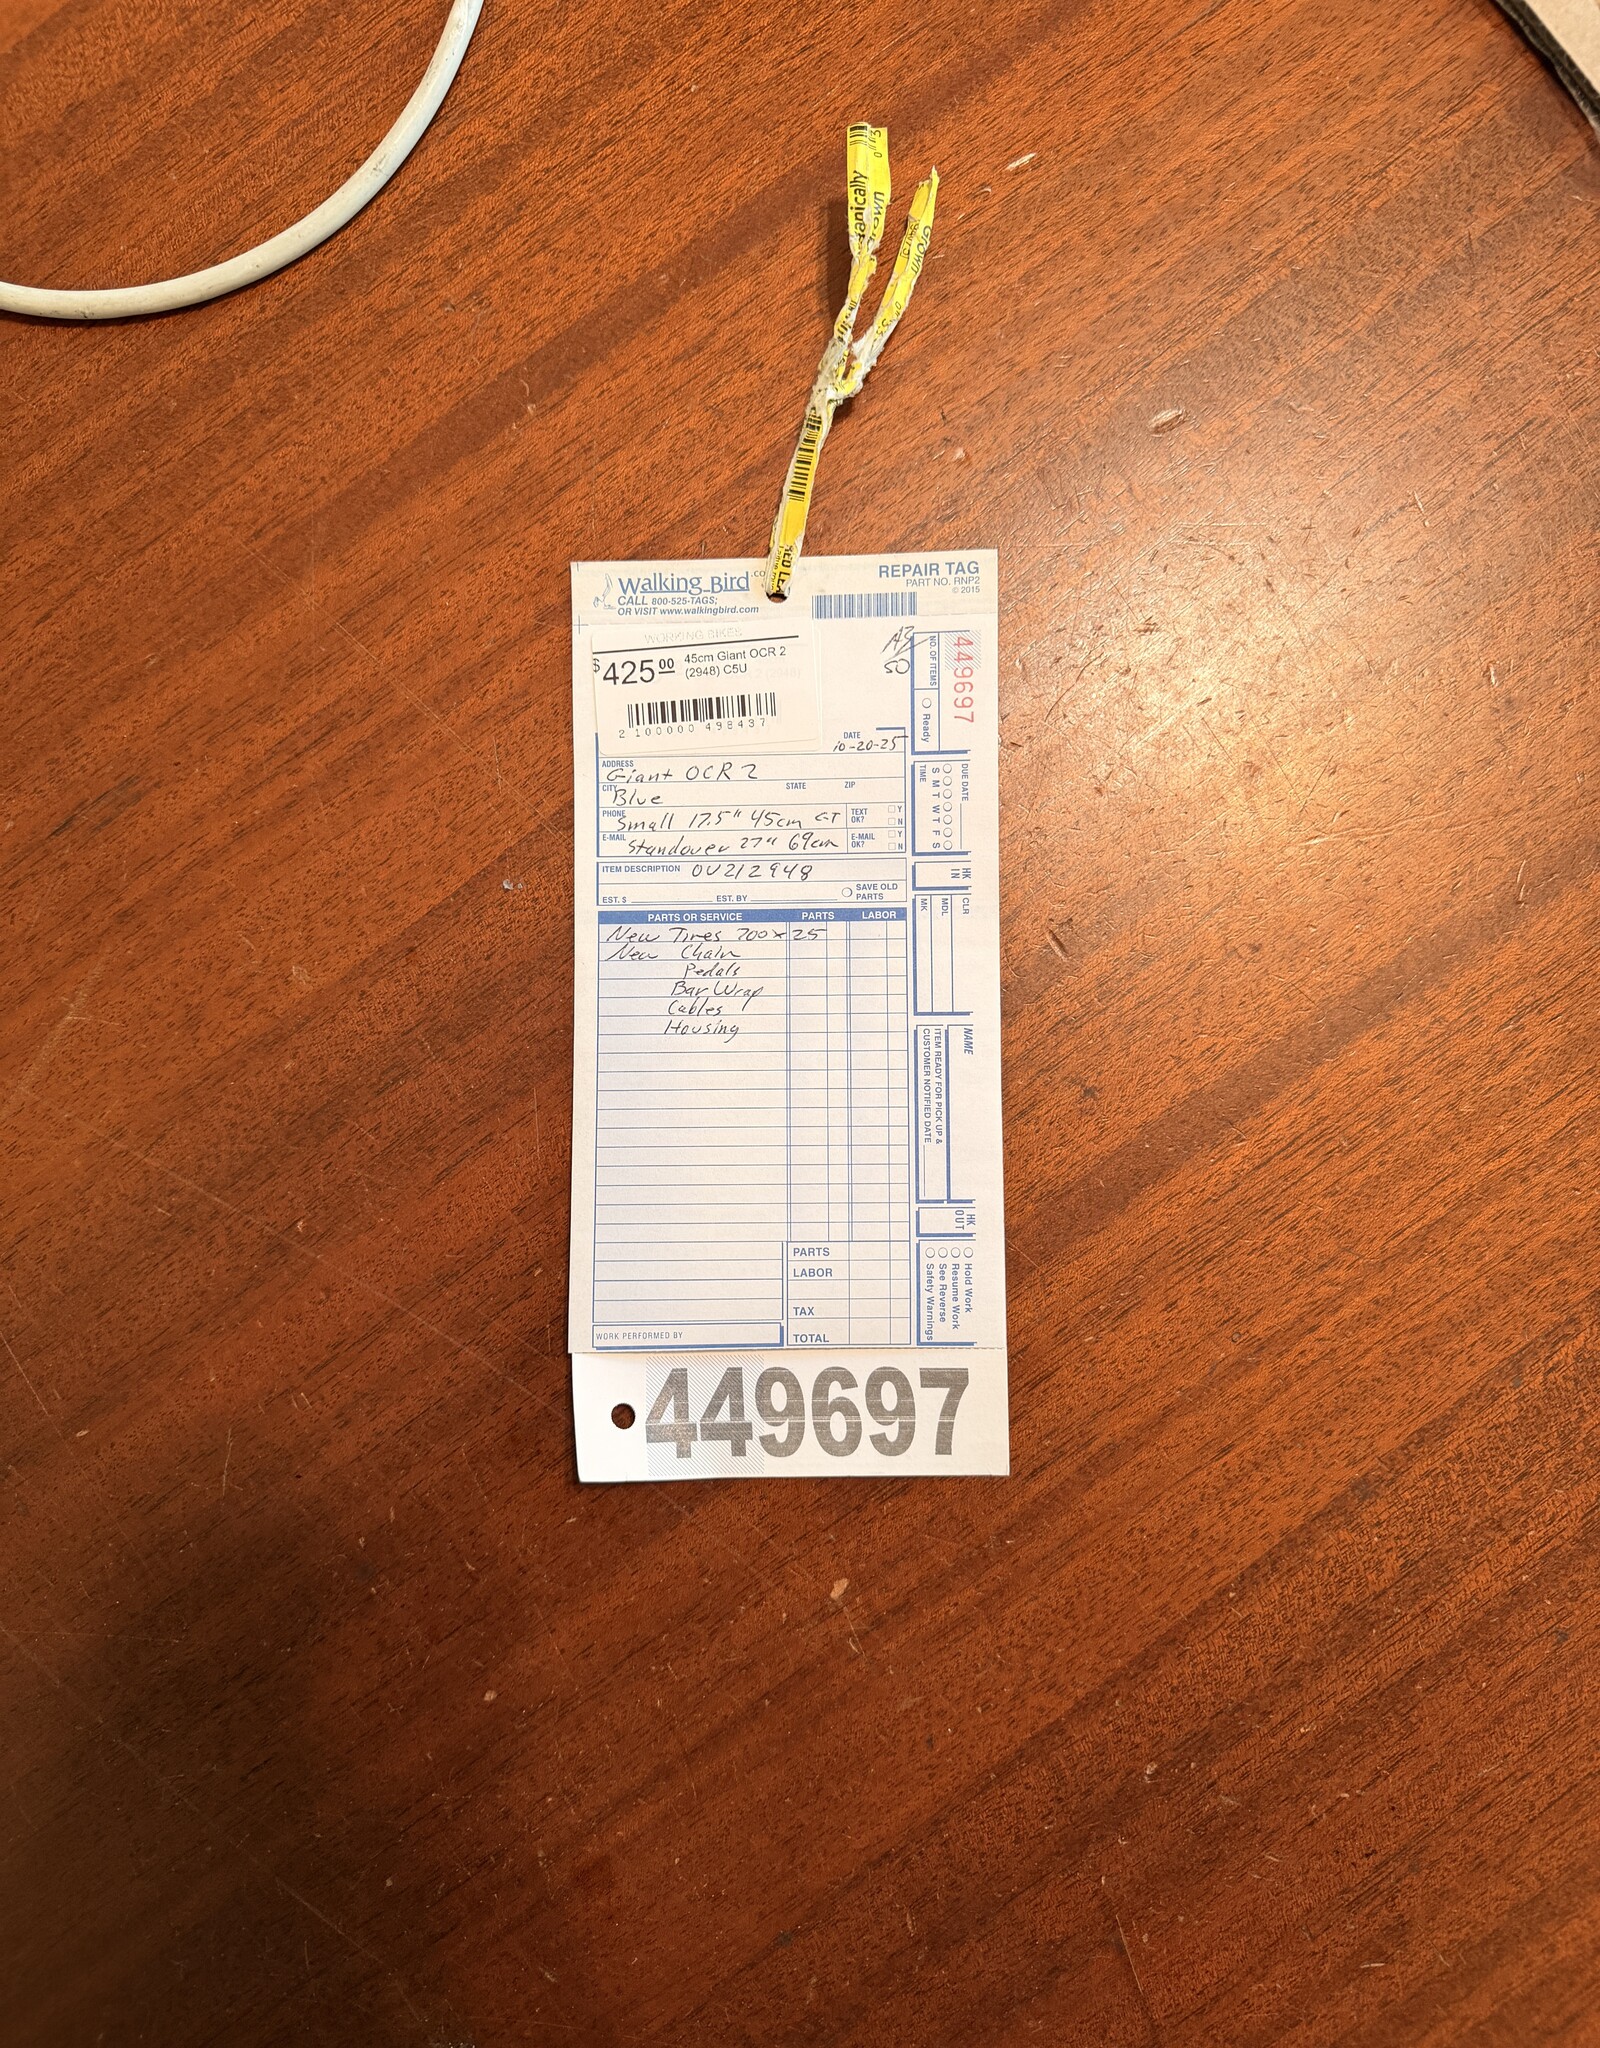 anically
Grown
Grown
Walking Bird .co
CALL 800-525-TAGS;
OR VISIT www.walkingbird.com
REPAIR TAG
PART NO. RNP2
© 2015
WORKING BIKES
$425.00 45cm Giant OCR 2
(2948) C5U
2 100000 498437
50
NO. OF ITEMS
Ready
449697
DATE
10-20-25
ADDRESS
Giant OCR 2
CITY STATE ZIP
Blue
PHONE
Small 17.5" 45cm CT
TEXT OK? Y N
E-MAIL
Standover 27" 69cm
E-MAIL OK? Y N
DUE DATE
S M T W T F S
TIME
ITEM DESCRIPTION OU212948
EST. $ EST. BY SAVE OLD PARTS
HK IN
CLR
MDL
MK
PARTS OR SERVICE PARTS LABOR
New Tires 700x25
New Chain
Pedals
Bar Wrap
Cables
Housing
NAME
ITEM READY FOR PICK UP &
CUSTOMER NOTIFIED DATE
HK OUT
Hold Work
Resume Work
See Reverse
Safety Warnings
PARTS
LABOR
TAX
TOTAL
WORK PERFORMED BY
449697